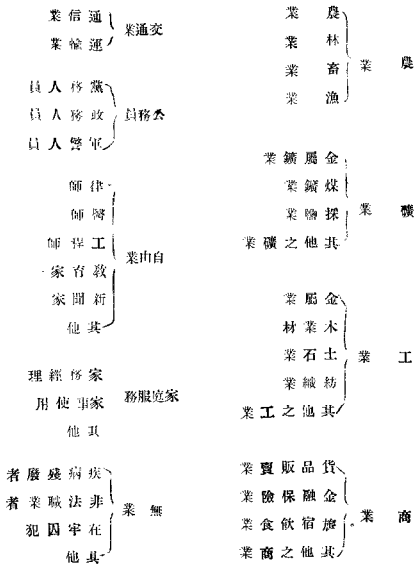 農業
農業
林業
畜業
漁業
礦業
金屬鑛業
煤鑛業
採鹽業
其他之礦業
工業
金屬業
木業材
土石業
紡織業
其他之工業
商業
貨品販賣業
金融保險業
旅宿飲食業
其他之商業
交通業
通信業
運輸業
公務員
黨務人員
政務人員
軍警人員
自由業
律師
醫師
工程師
教育家
新聞家
其他
家庭服務
家務經理
家事使用
其他
無業
疾病殘廢者
非法職業者
在牢囚犯
其他